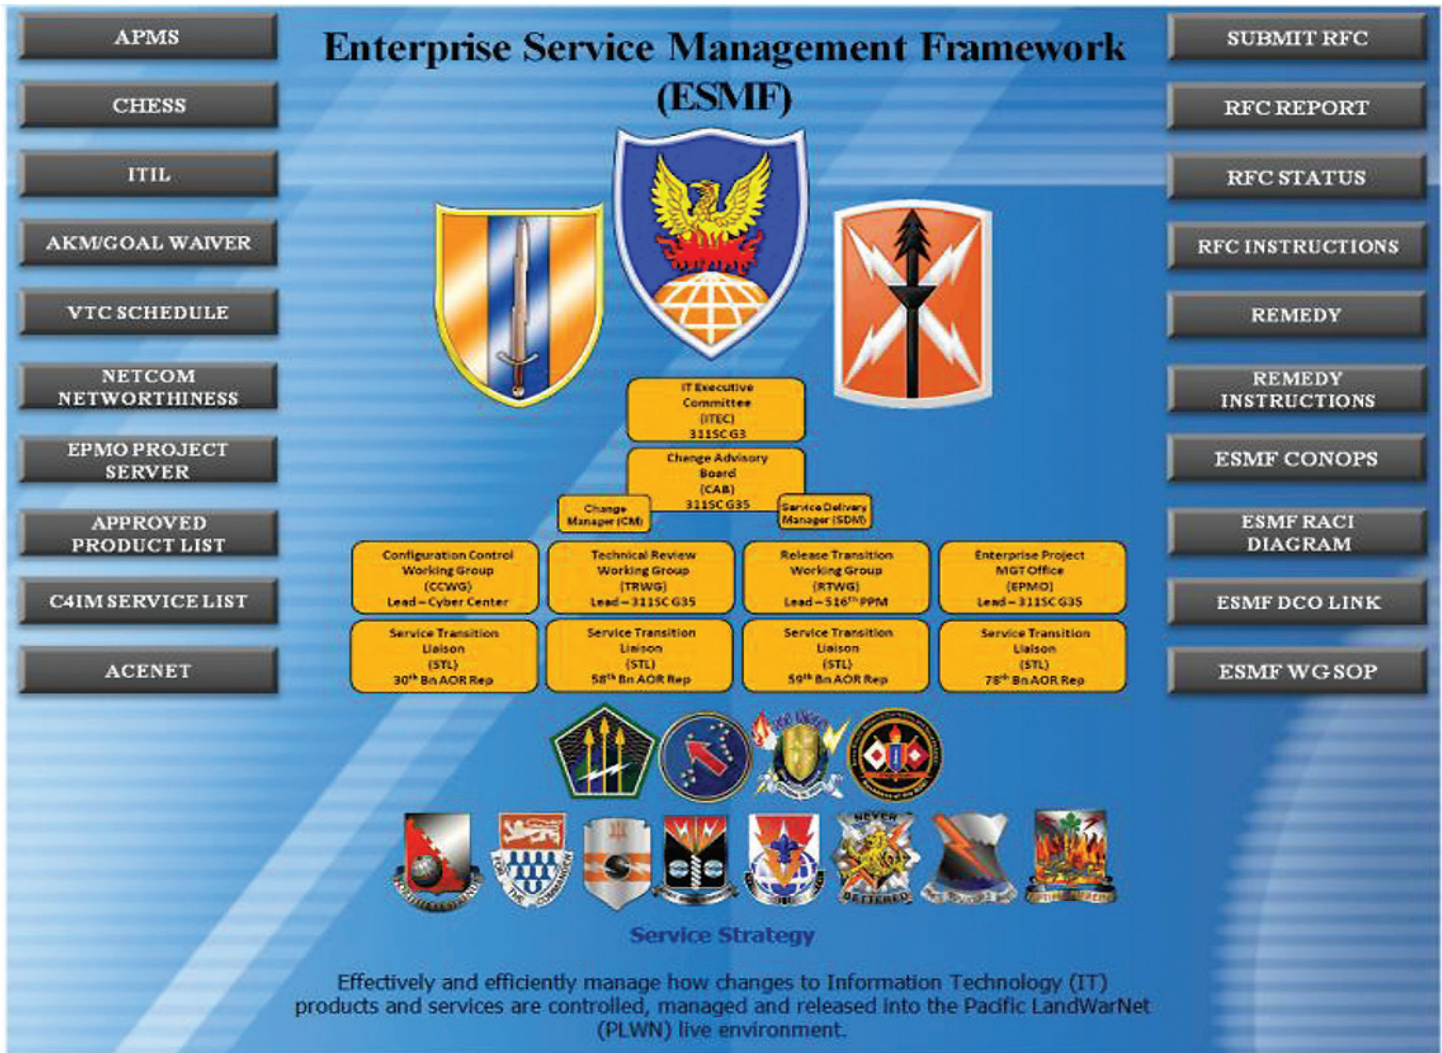 Enterprise Service Management Framework
(ESMF)
APMS
CHESS
ITIL
AKM/GOAL WAIVER
VTC SCHEDULE
NETCOM
NETWORTHINESS
EPMO PROJECT
SERVER
APPROVED
PRODUCT LIST
C4IM SERVICE LIST
ACENET
IT Executive
Committee
(ITEC)
311SC G3
Change Advisory
Board
(CAB)
311SC G35
Change
Manager (CM)
Service Delivery
Manager (SDM)
Configuration Control
Working Group
(CCWG)
Lead – Cyber Center
Technical Review
Working Group
(TRWG)
Lead – 311SC G35
Release Transition
Working Group
(RTWG)
Lead – 516th PPM
Enterprise Project
MGT Office
(EPMO)
Lead – 311SC G35
Service Transition
Liaison
(STL)
30th Bn AOR Rep
Service Transition
Liaison
(STL)
58th Bn AOR Rep
Service Transition
Liaison
(STL)
59th Bn AOR Rep
Service Transition
Liaison
(STL)
78th Bn AOR Rep
FOR THE COMMANDER
NEVER
BETTERED
Service Strategy
Effectively and efficiently manage how changes to Information Technology (IT)
products and services are controlled, managed and released into the Pacific LandWarNet
(PLWN) live environment.
SUBMIT RFC
RFC REPORT
RFC STATUS
RFC INSTRUCTIONS
REMEDY
REMEDY
INSTRUCTIONS
ESMF CONOPS
ESMF RACI
DIAGRAM
ESMF DCO LINK
ESMF WG SOP